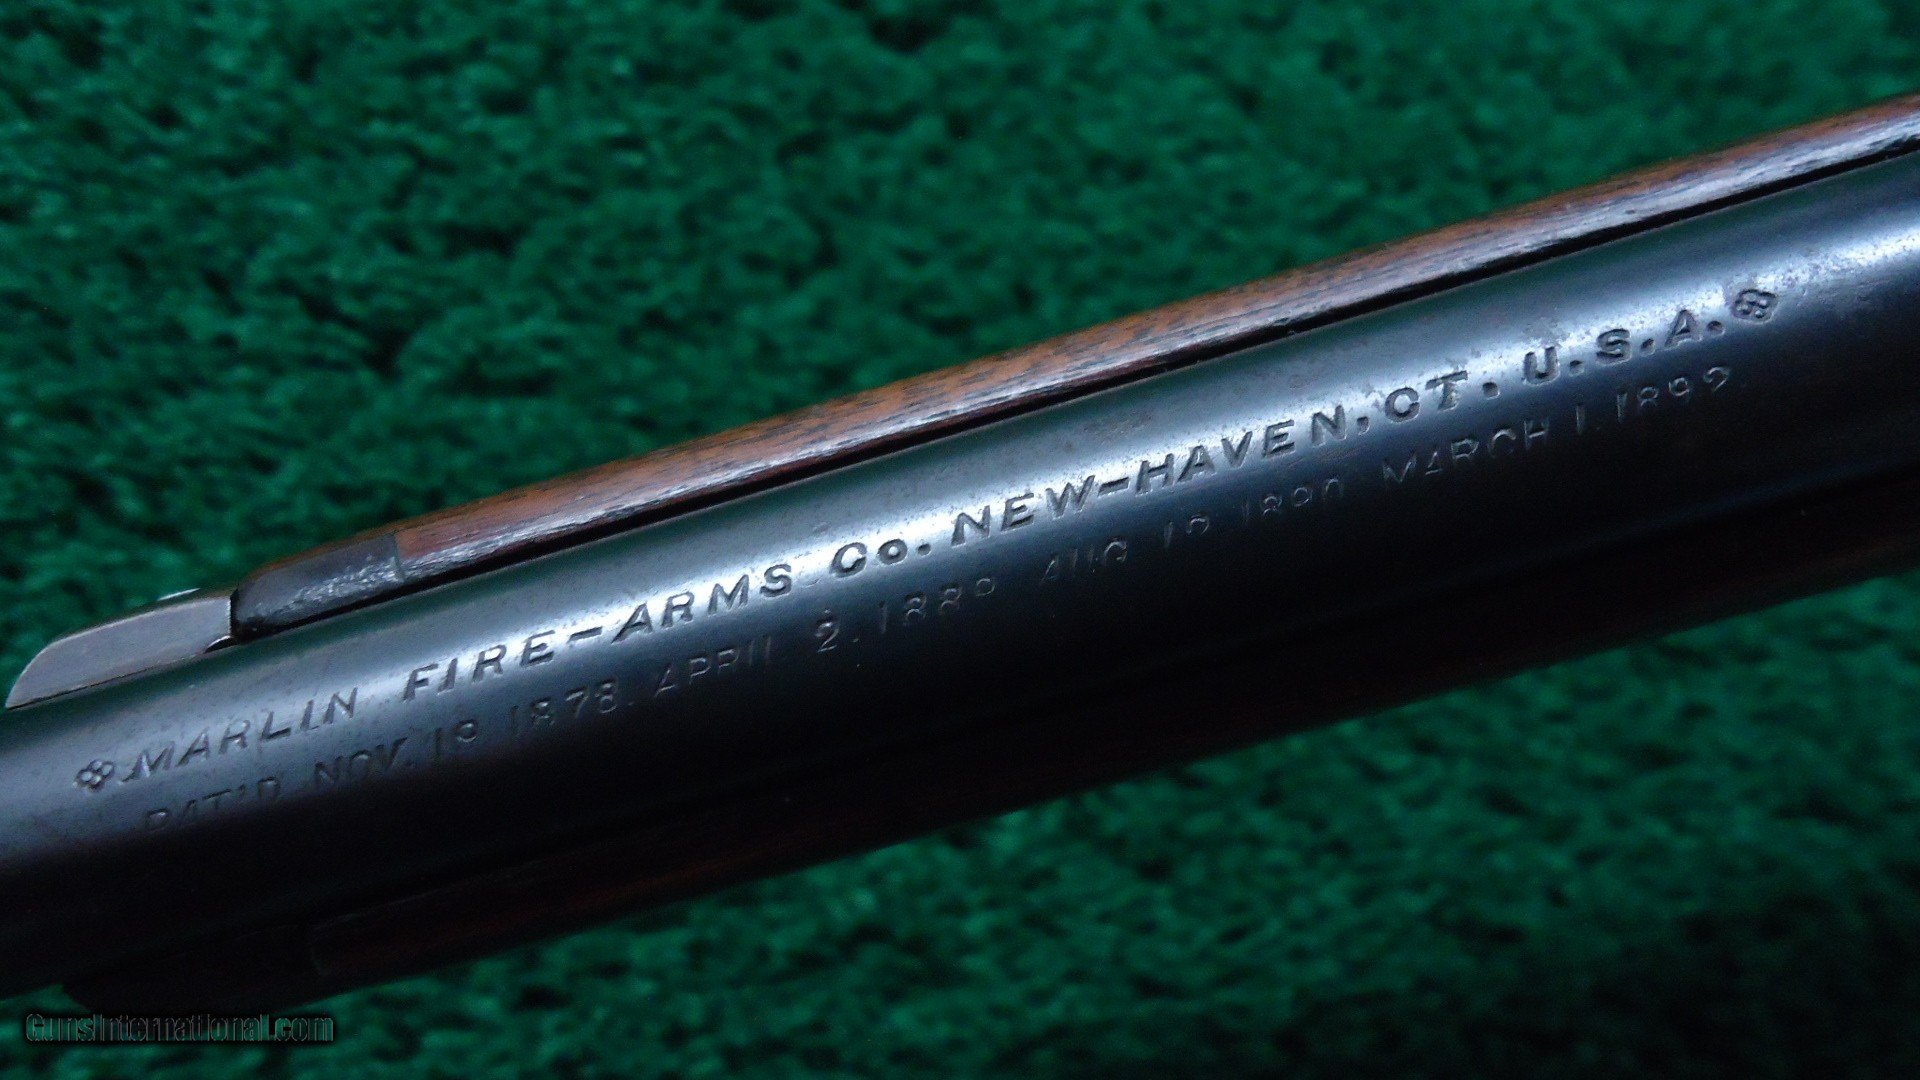 MARLIN FIRE-ARMS Co. NEW-HAVEN, CT. U.S.A.
PAT'D. NOV. 19 1878. APRIL 2. 1889 AUG 12 1890 MARCH 1. 1892
GunsInternational.com